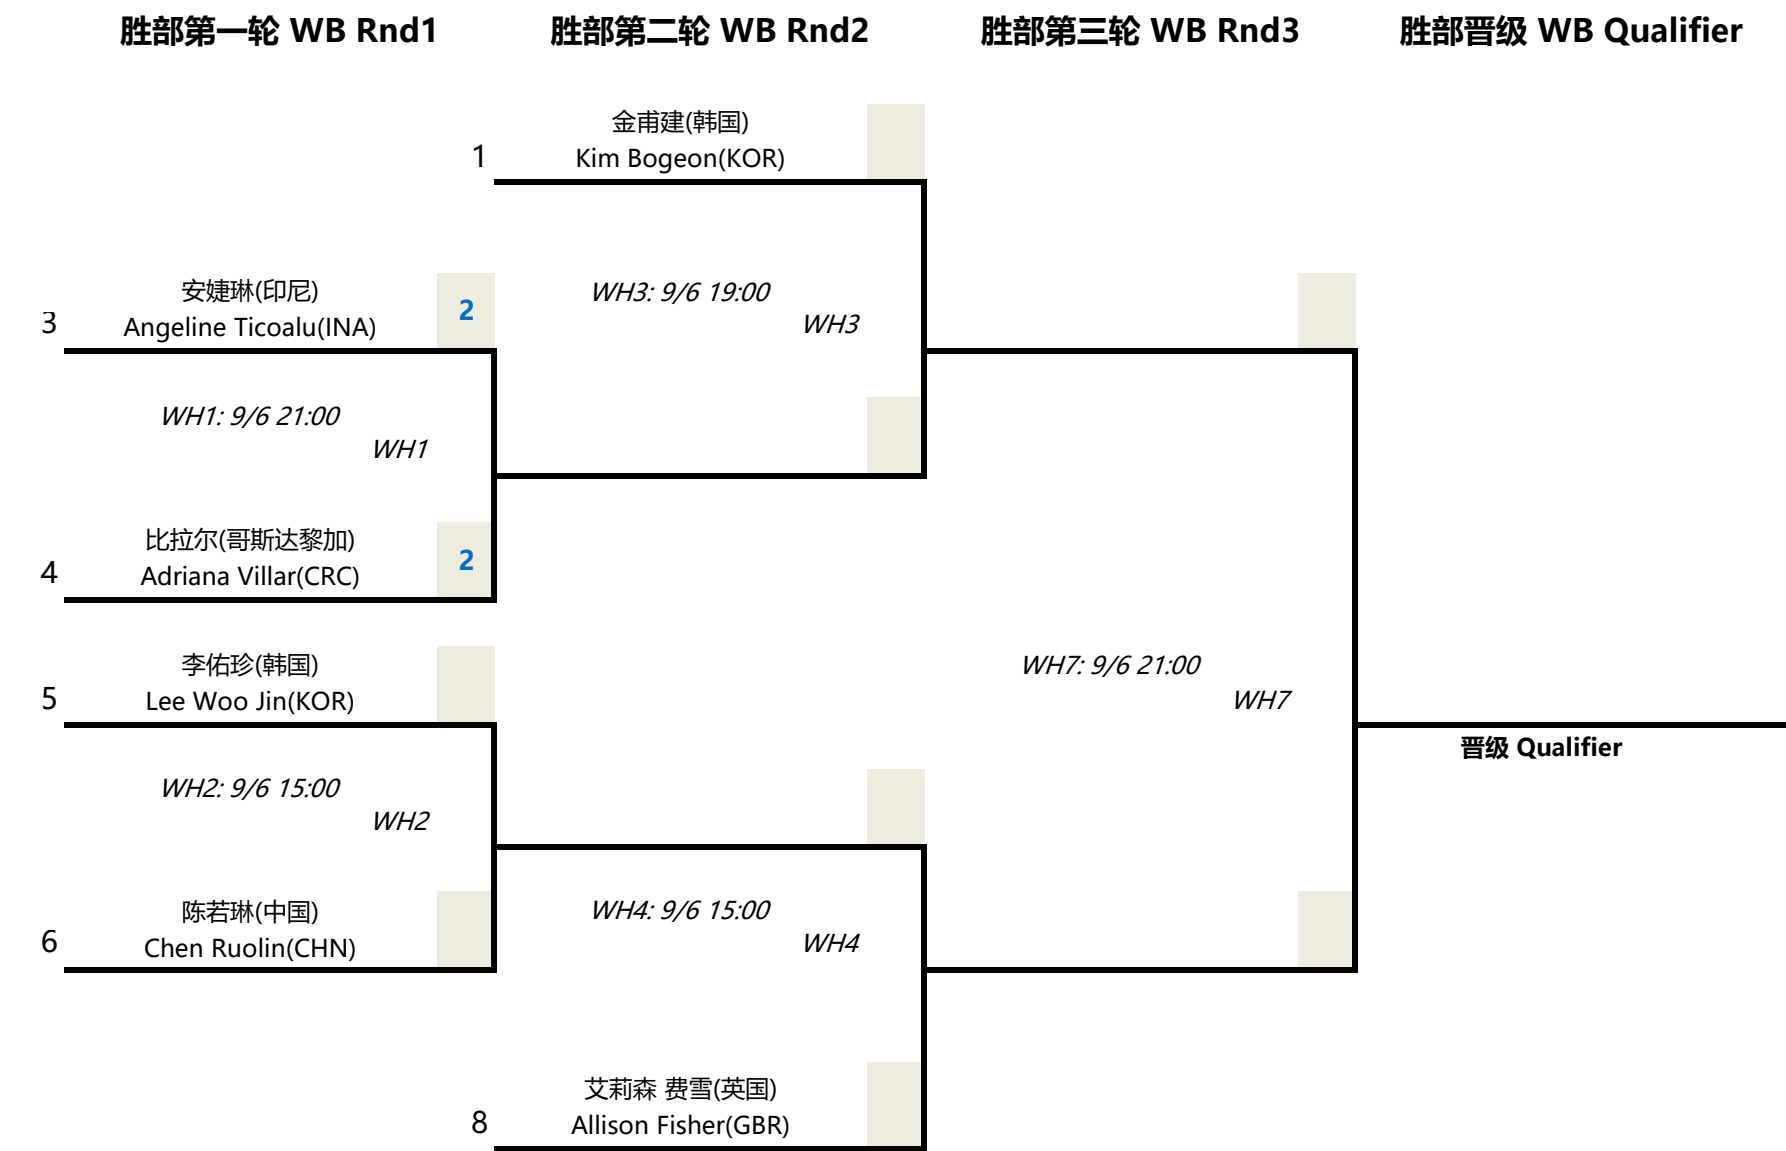 胜部第一轮 WB Rnd1
胜部第二轮 WB Rnd2
胜部第三轮 WB Rnd3
胜部晋级 WB Qualifier
金甫建(韩国)
1
Kim Bogeon(KOR)
安婕琳(印尼)
2
3
Angeline Ticoalu(INA)
WH3: 9/6 19:00
WH3
WH1: 9/6 21:00
WH1
比拉尔(哥斯达黎加)
2
4
Adriana Villar(CRC)
李佑珍(韩国)
5
Lee Woo Jin(KOR)
WH7: 9/6 21:00
WH7
晋级 Qualifier
WH2: 9/6 15:00
WH2
陈若琳(中国)
6
Chen Ruolin(CHN)
WH4: 9/6 15:00
WH4
艾莉森 费雪(英国)
8
Allison Fisher(GBR)